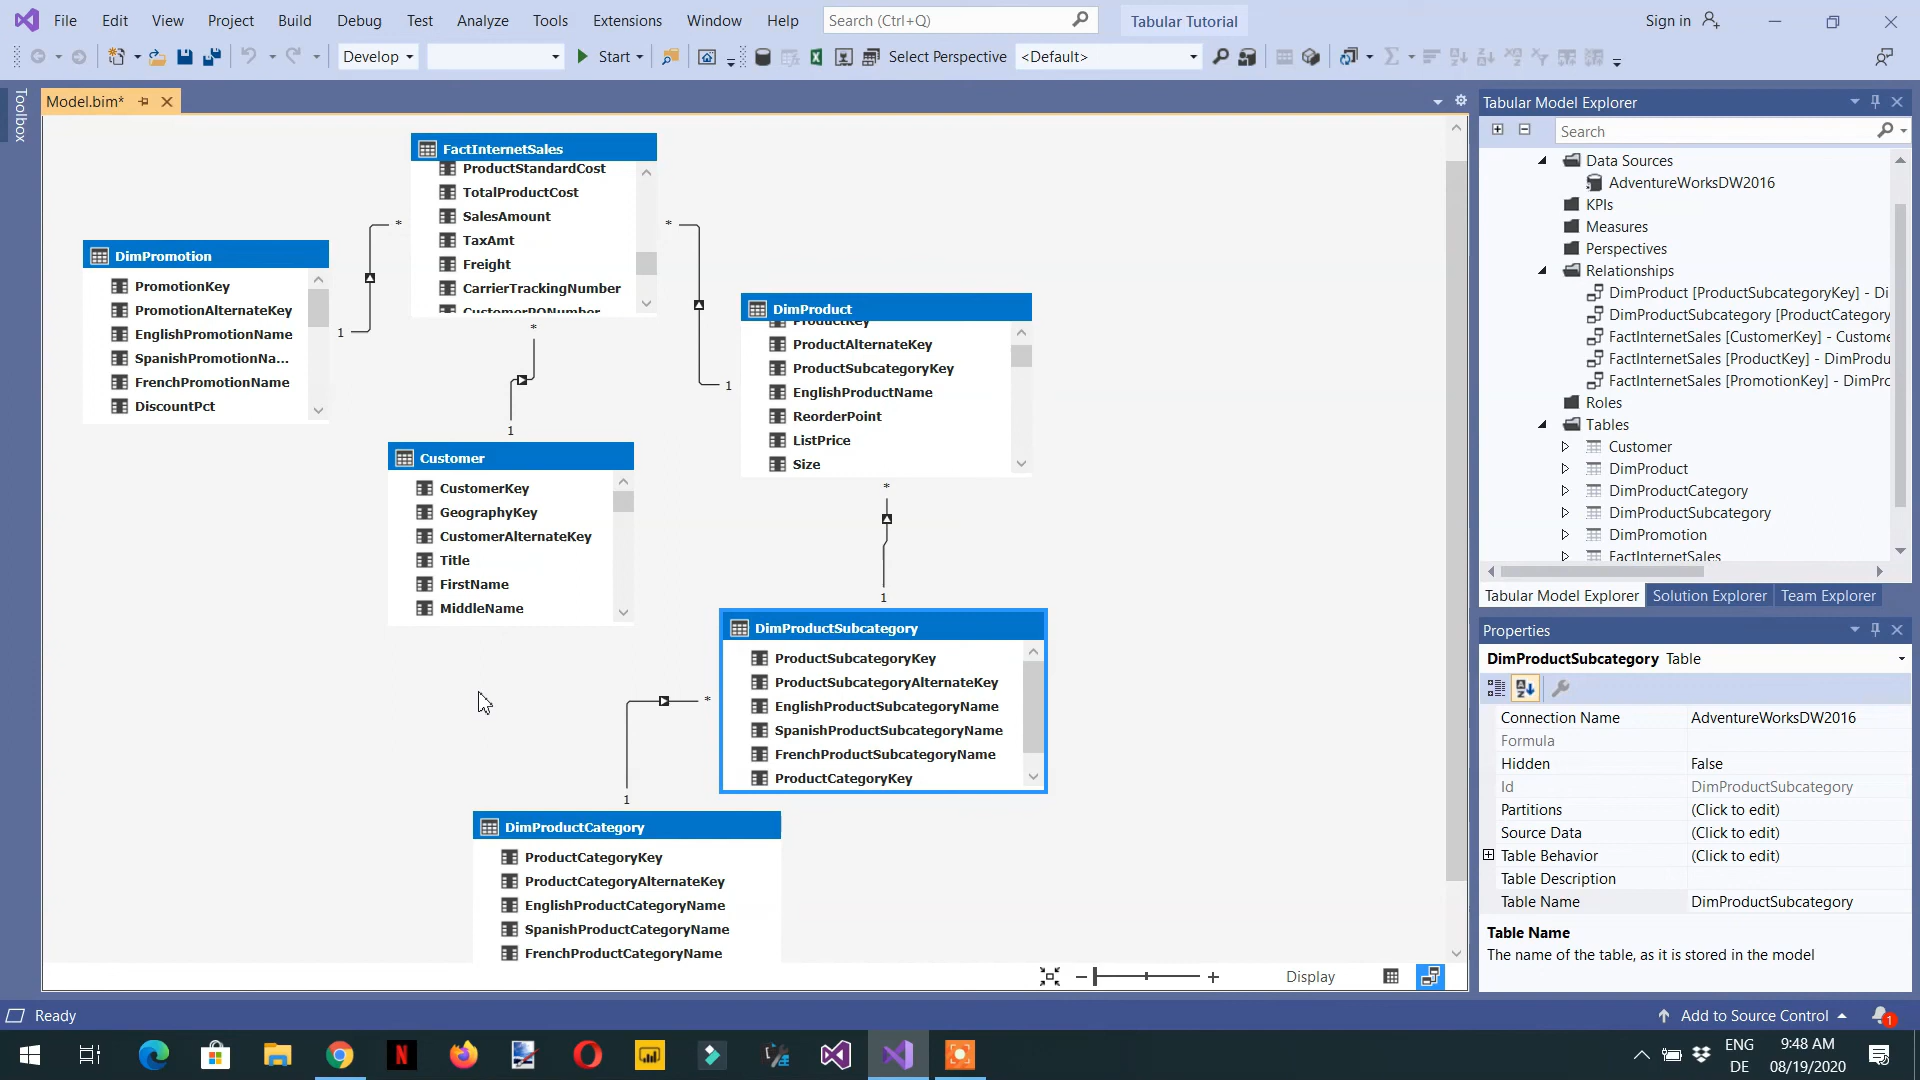 File Edit View Project Build Debug Test Analyze Tools Extensions Window Help Search (Ctrl+Q) Tabular Tutorial Sign in
Develop Start Select Perspective <Default>
Toolbox
Model.bim*
FactInternetSales
ProductStandardCost
TotalProductCost
SalesAmount
TaxAmt
Freight
CarrierTrackingNumber
CustomerPONumber
DimPromotion
PromotionKey
PromotionAlternateKey
EnglishPromotionName
SpanishPromotionNa...
FrenchPromotionName
DiscountPct
*
1
*
1
*
1
DimProduct
ProductKey
ProductAlternateKey
ProductSubcategoryKey
EnglishProductName
ReorderPoint
ListPrice
Size
Customer
CustomerKey
GeographyKey
CustomerAlternateKey
Title
FirstName
MiddleName
*
1
DimProductSubcategory
ProductSubcategoryKey
ProductSubcategoryAlternateKey
EnglishProductSubcategoryName
SpanishProductSubcategoryName
FrenchProductSubcategoryName
ProductCategoryKey
*
1
DimProductCategory
ProductCategoryKey
ProductCategoryAlternateKey
EnglishProductCategoryName
SpanishProductCategoryName
FrenchProductCategoryName
Display
Tabular Model Explorer
Search
Data Sources
AdventureWorksDW2016
KPIs
Measures
Perspectives
Relationships
DimProduct [ProductSubcategoryKey] - Di
DimProductSubcategory [ProductCategory
FactInternetSales [CustomerKey] - Custome
FactInternetSales [ProductKey] - DimProdu
FactInternetSales [PromotionKey] - DimPro
Roles
Tables
Customer
DimProduct
DimProductCategory
DimProductSubcategory
DimPromotion
FactInternetSales
Tabular Model Explorer Solution Explorer Team Explorer
Properties
DimProductSubcategory Table
Connection Name AdventureWorksDW2016
Formula
Hidden False
Id DimProductSubcategory
Partitions (Click to edit)
Source Data (Click to edit)
Table Behavior (Click to edit)
Table Description
Table Name DimProductSubcategory
Table Name
The name of the table, as it is stored in the model
Ready Add to Source Control 1
ENG 9:48 AM
DE 08/19/2020